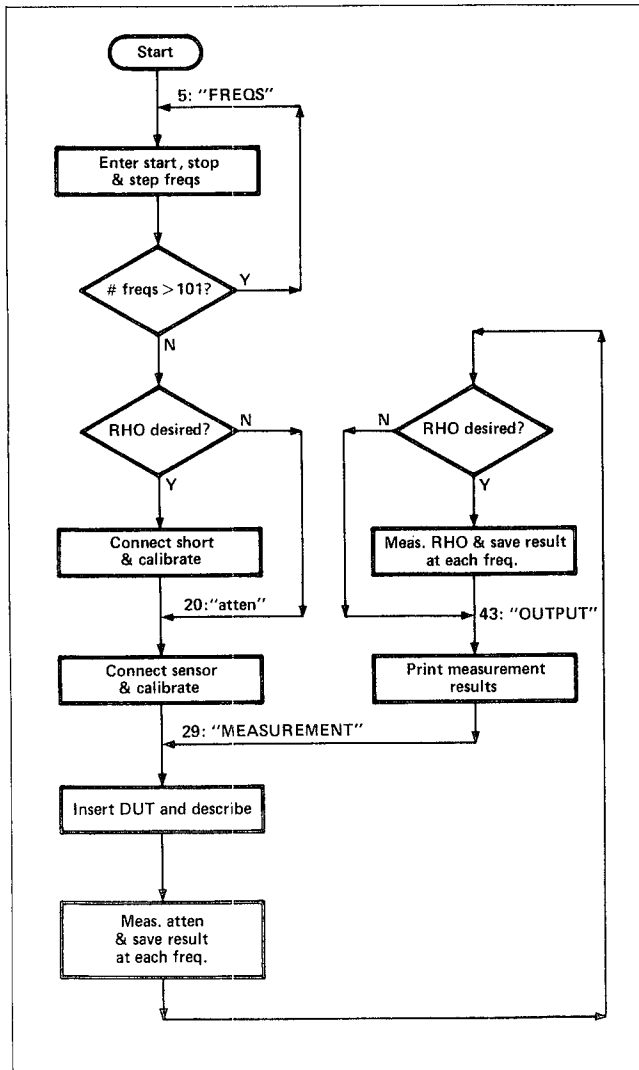 Start
5: "FREQS"
Enter start, stop
& step freqs
# freqs > 101?
Y
N
RHO desired?
N
Y
Connect short
& calibrate
20:"atten"
Connect sensor
& calibrate
29: "MEASUREMENT"
Insert DUT and describe
Meas. atten
& save result
at each freq.
RHO desired?
N
Y
Meas. RHO & save result
at each freq.
43: "OUTPUT"
Print measurement
results